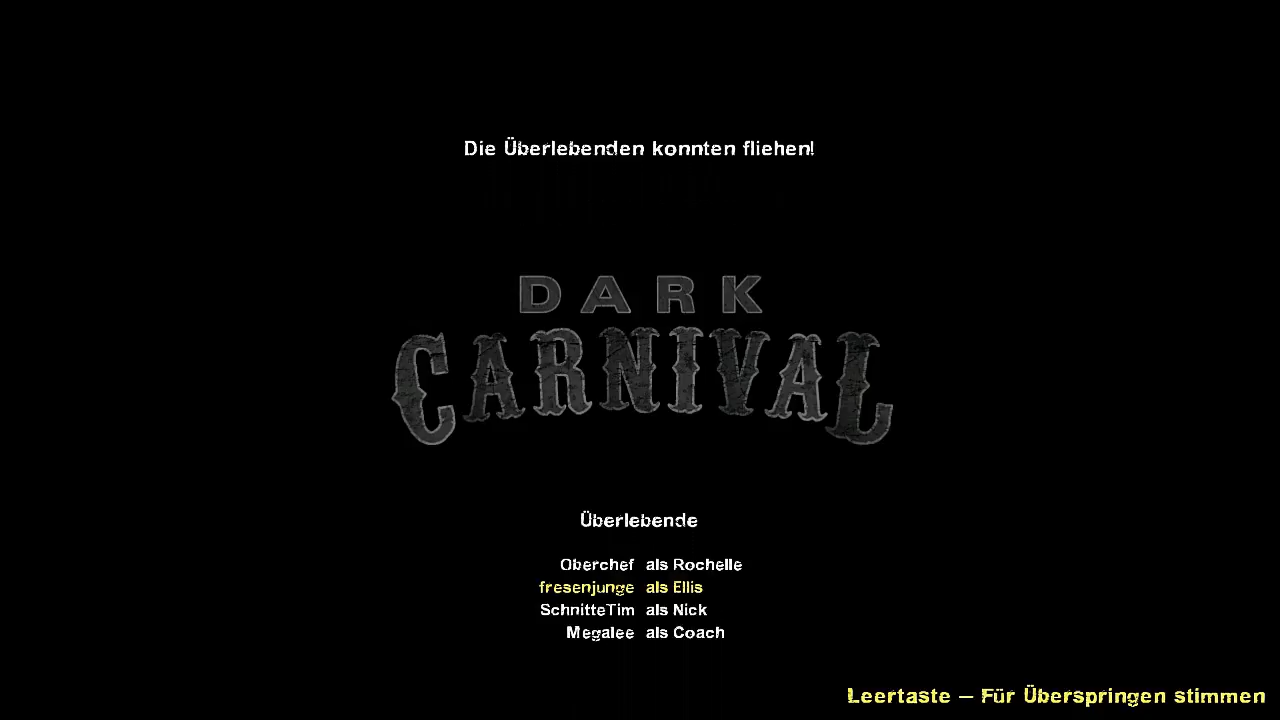 Die Überlebenden konnten fliehen!
DARK
CARNIVAL
Überlebende
Oberchef als Rochelle
fresenjunge als Ellis
SchnitteTim als Nick
Megalee als Coach
Leertaste – Für Überspringen stimmen